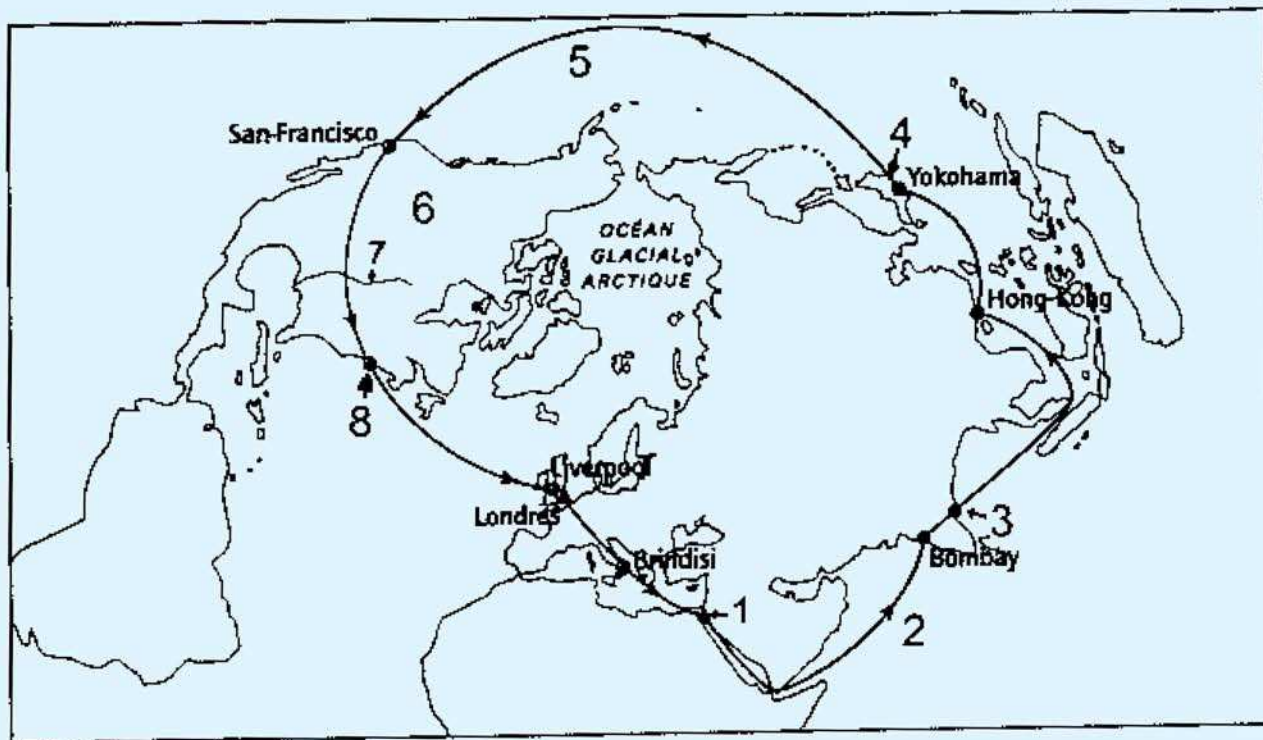 5
San-Francisco
4
Yokohama
6
OCÉAN
GLACIAL
ARCTIQUE
7
Hong-Kong
8
Liverpool
Londres
3
Brindisi
Bombay
1
2